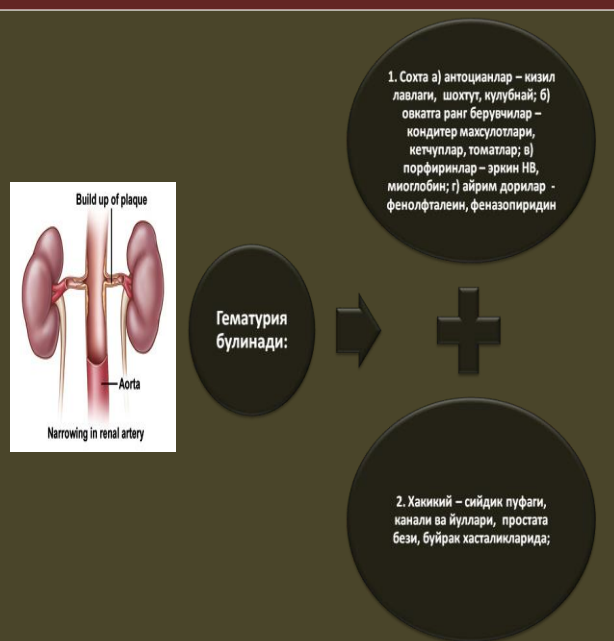 Build up of plaque
Aorta
Narrowing in renal artery
Гематурия
булинади:
1. Сохта а) антоцианлар – кизил
лавлаги, шохтут, кулубнай; б)
овкатга ранг берувчилар –
кондитер махсулотлари,
кетчуплар, томатлар; в)
порфиринлар – эркин НВ,
миоглобин; г) айрим дорилар -
фенолфталеин, феназопиридин
2. Хакикий – сийдик пуфаги,
канали ва йуллари, простата
бези, буйрак хасталикларида;